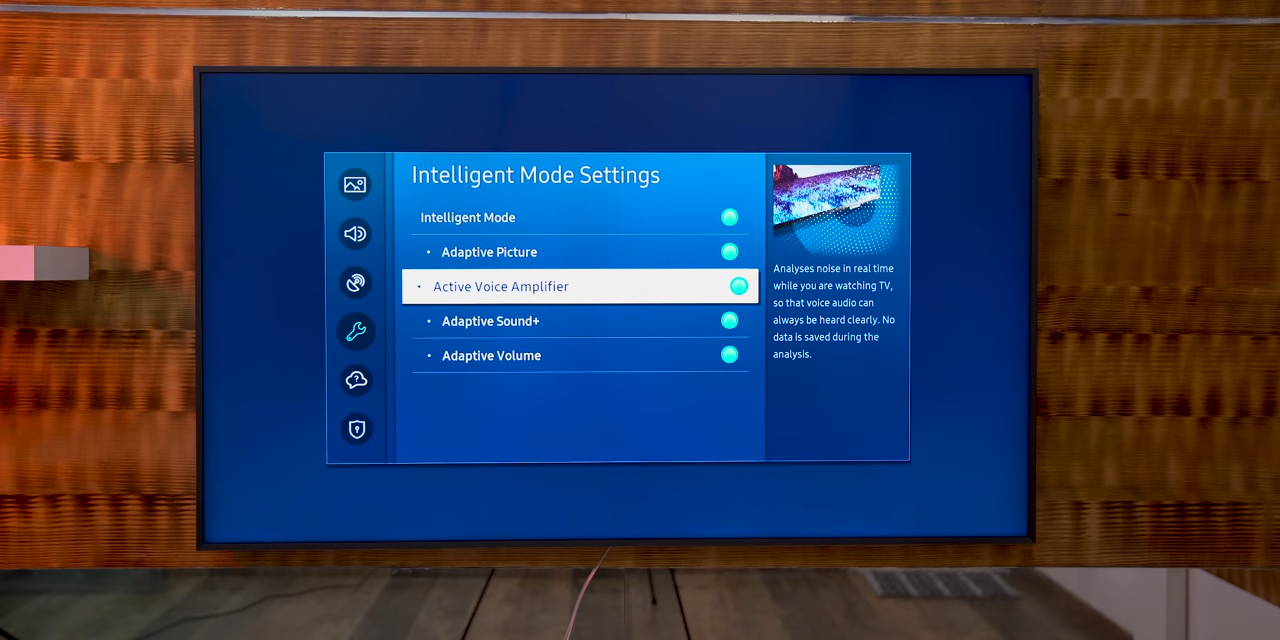 Intelligent Mode Settings
Intelligent Mode
• Adaptive Picture
• Active Voice Amplifier
• Adaptive Sound+
• Adaptive Volume
Analyses noise in real time
while you are watching TV,
so that voice audio can
always be heard clearly. No
data is saved during the
analysis.